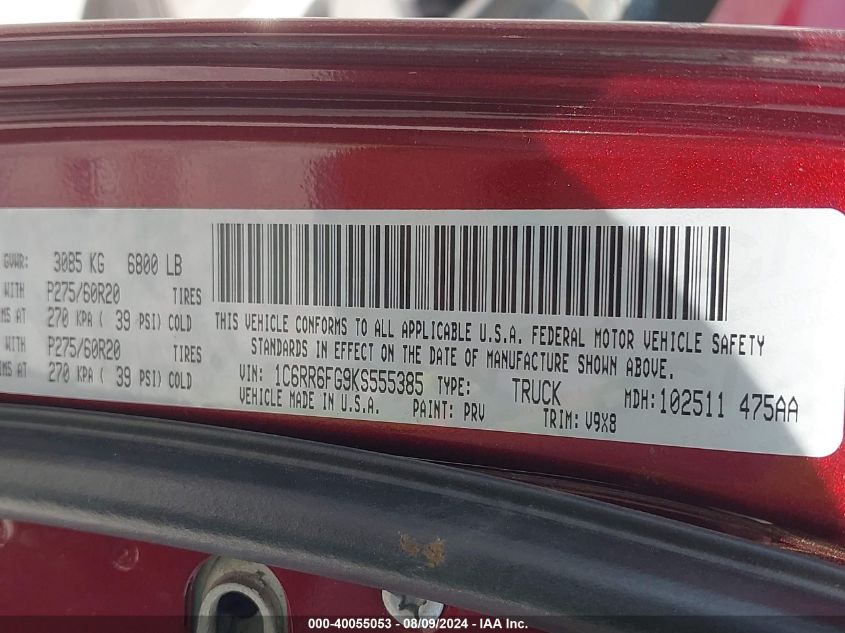 GVWR: 3085 KG 6800 LB
WITH P275/60R20 TIRES
MS AT 270 KPA ( 39 PSI) COLD
WITH P275/60R20 TIRES
IMS AT 270 KPA ( 39 PSI) COLD
THIS VEHICLE CONFORMS TO ALL APPLICABLE U.S.A. FEDERAL MOTOR VEHICLE SAFETY
STANDARDS IN EFFECT ON THE DATE OF MANUFACTURE SHOWN ABOVE.
VIN: 1C6RR6FG9KS555385 TYPE: TRUCK MDH:102511 475AA
VEHICLE MADE IN U.S.A. PAINT: PRV TRIM: V9X8
000-40055053 - 08/09/2024 - IAA Inc.